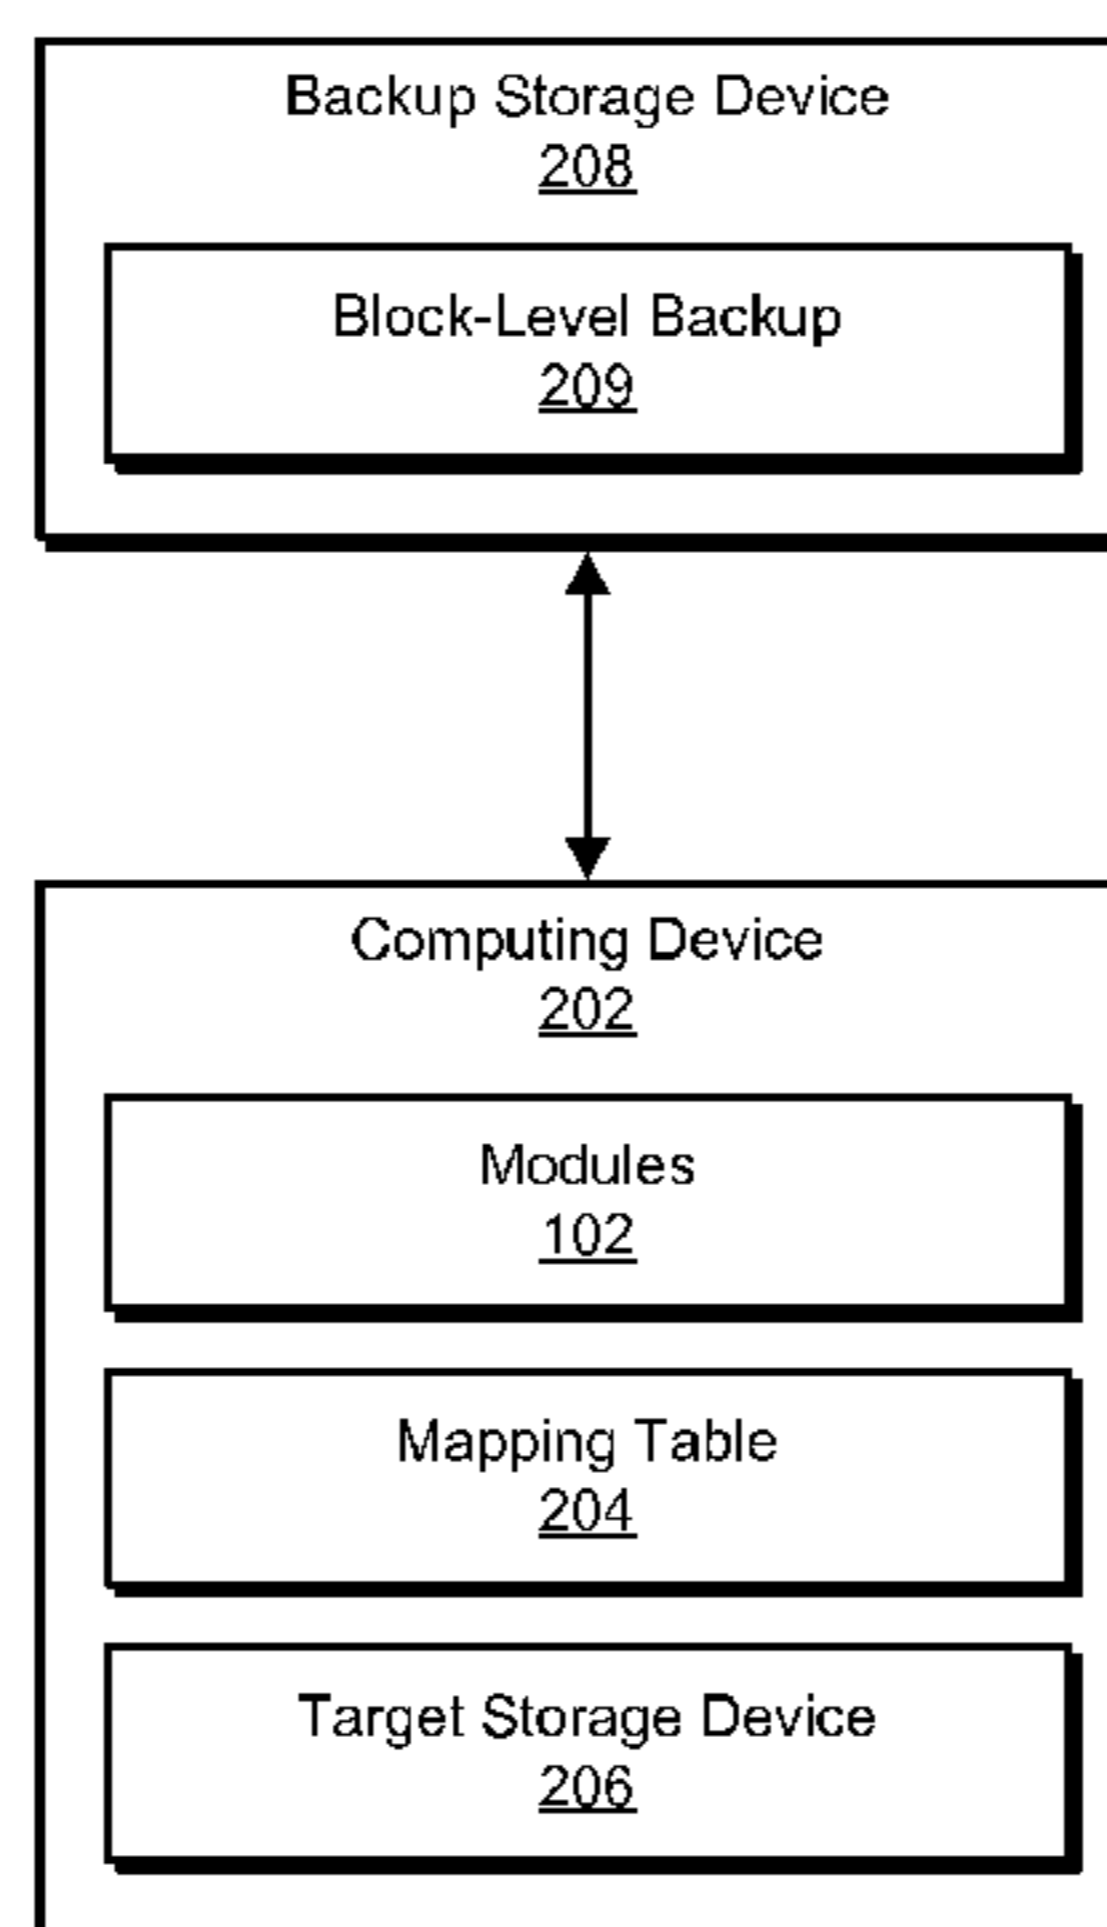 Backup Storage Device
208
Block-Level Backup
209
Computing Device
202
Modules
102
Mapping Table
204
Target Storage Device
206